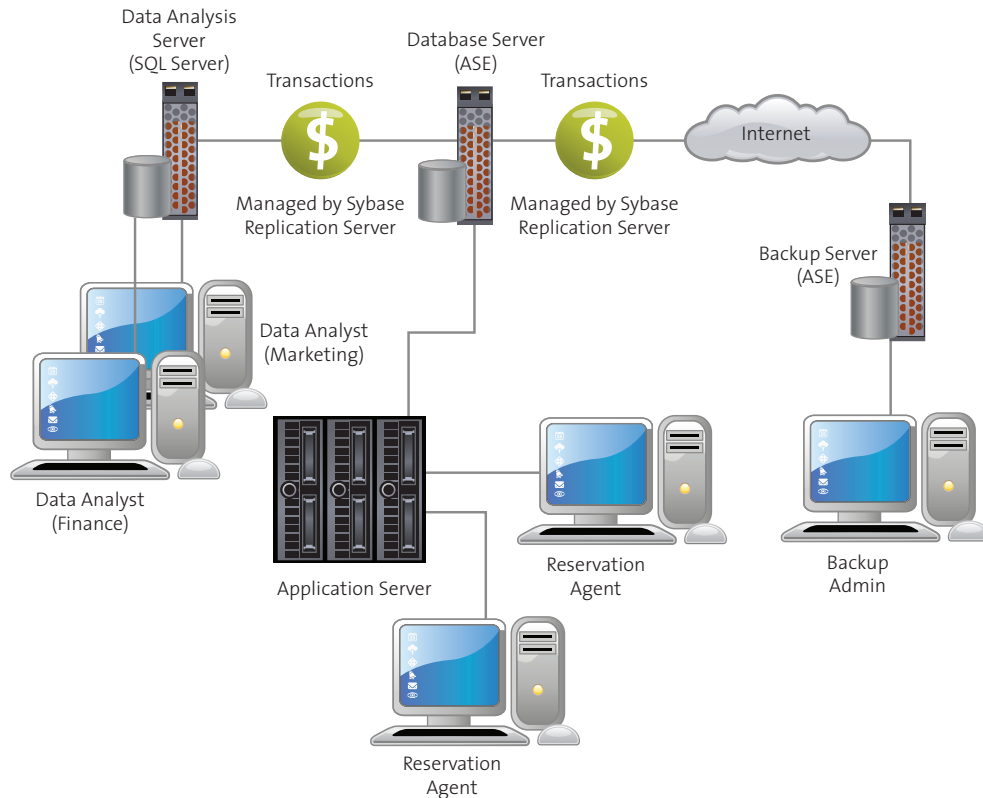 Data Analysis
Server
(SQL Server)
Transactions
Database Server
(ASE)
Transactions
Internet
Managed by Sybase
Replication Server
Managed by Sybase
Replication Server
Backup Server
(ASE)
Data Analyst
(Marketing)
Data Analyst
(Finance)
Application Server
Reservation
Agent
Backup
Admin
Reservation
Agent